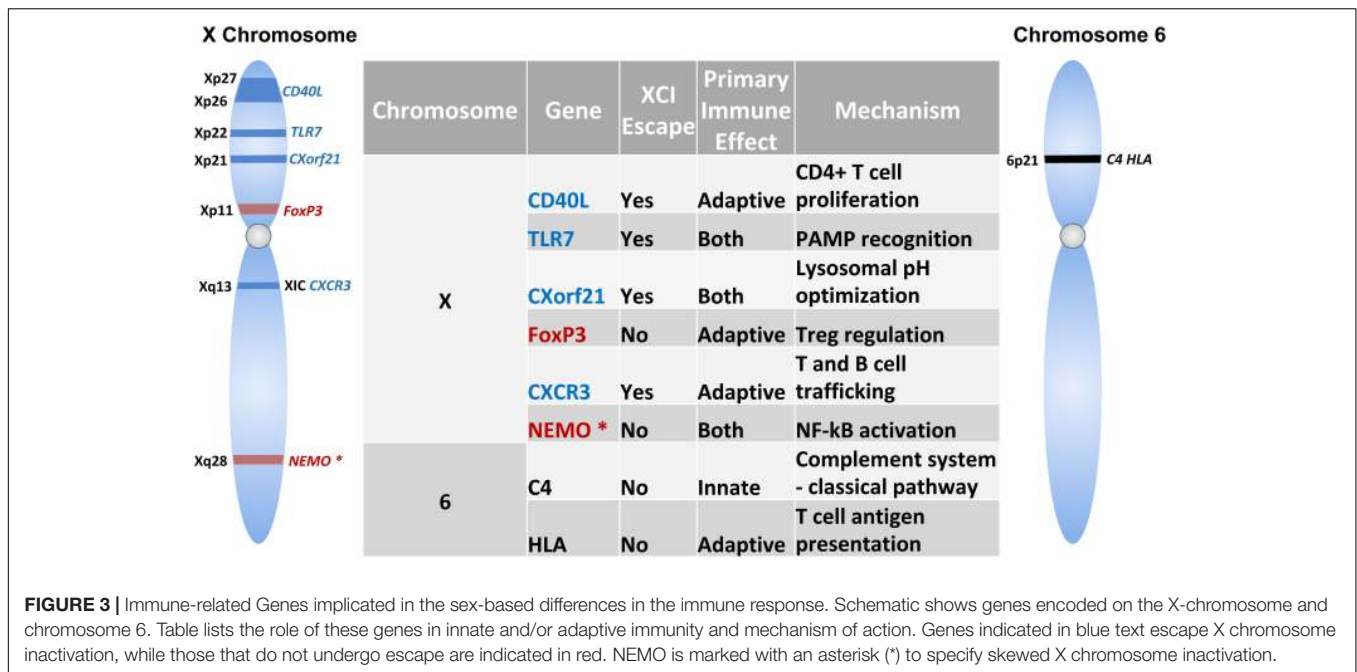 X Chromosome
Xp27
Xp26
CD40L
Xp22
TLR7
Xp21
CXorf21
Xp11
FoxP3
Xq13
XIC CXCR3
Xq28
NEMO *
Chromosome
Gene
XCI
Escape
Primary
Immune
Effect
Mechanism
X
CD40L Yes Adaptive CD4+ T cell
proliferation
TLR7 Yes Both PAMP recognition
CXorf21 Yes Both Lysosomal pH
optimization
FoxP3 No Adaptive Treg regulation
CXCR3 Yes Adaptive T and B cell
trafficking
NEMO * No Both NF-kB activation
6
C4 No Innate Complement system
- classical pathway
HLA No Adaptive T cell antigen
presentation
Chromosome 6
6p21
C4 HLA
FIGURE 3 | Immune-related Genes implicated in the sex-based differences in the immune response. Schematic shows genes encoded on the X-chromosome and
chromosome 6. Table lists the role of these genes in innate and/or adaptive immunity and mechanism of action. Genes indicated in blue text escape X chromosome
inactivation, while those that do not undergo escape are indicated in red. NEMO is marked with an asterisk (*) to specify skewed X chromosome inactivation.